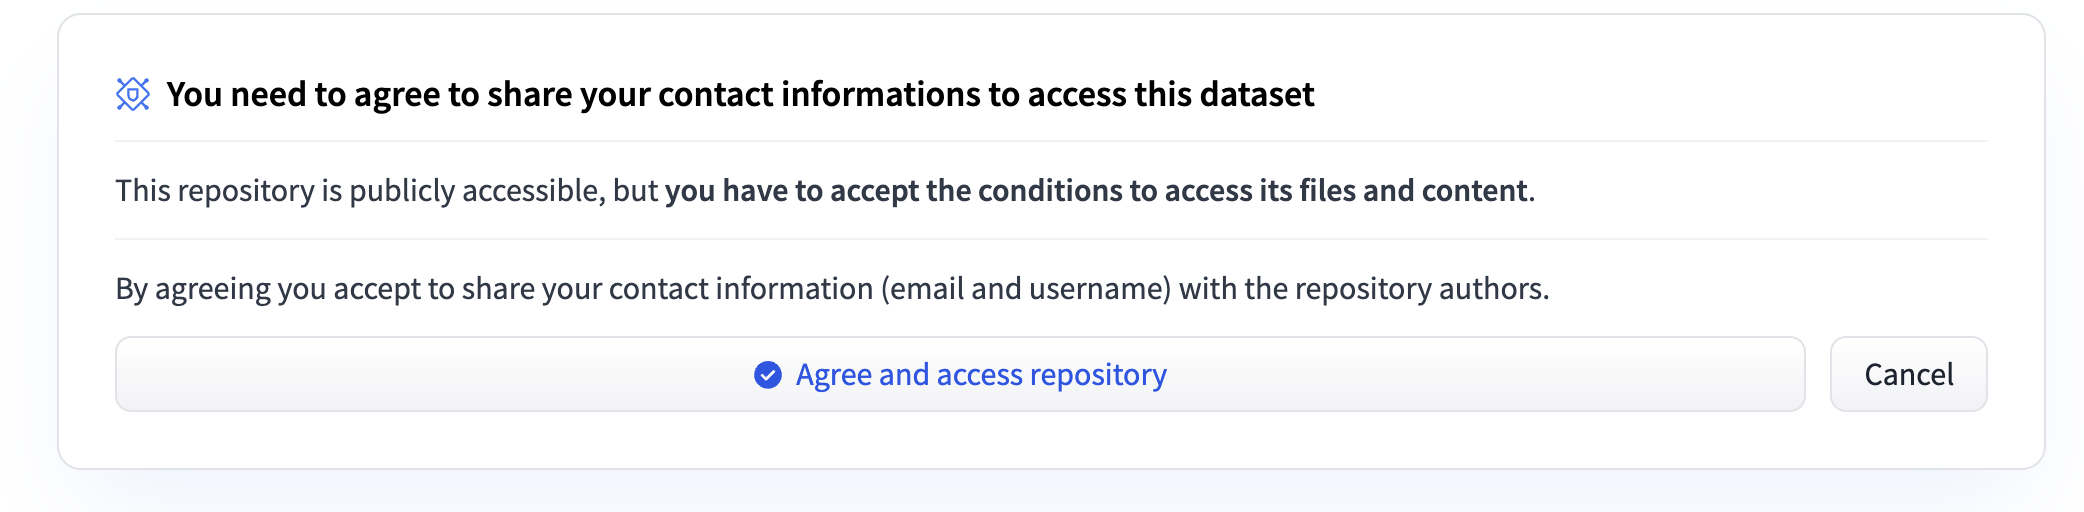 You need to agree to share your contact informations to access this dataset
This repository is publicly accessible, but you have to accept the conditions to access its files and content.
By agreeing you accept to share your contact information (email and username) with the repository authors.
Agree and access repository
Cancel